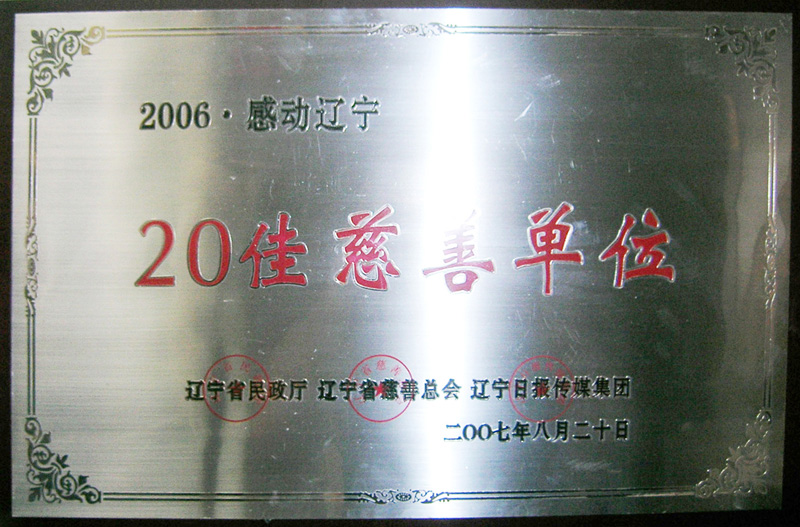 2006·感动辽宁
20佳慈善单位
辽宁省民政厅 辽宁省慈善总会 辽宁日报传媒集团
二〇〇七年八月二十日